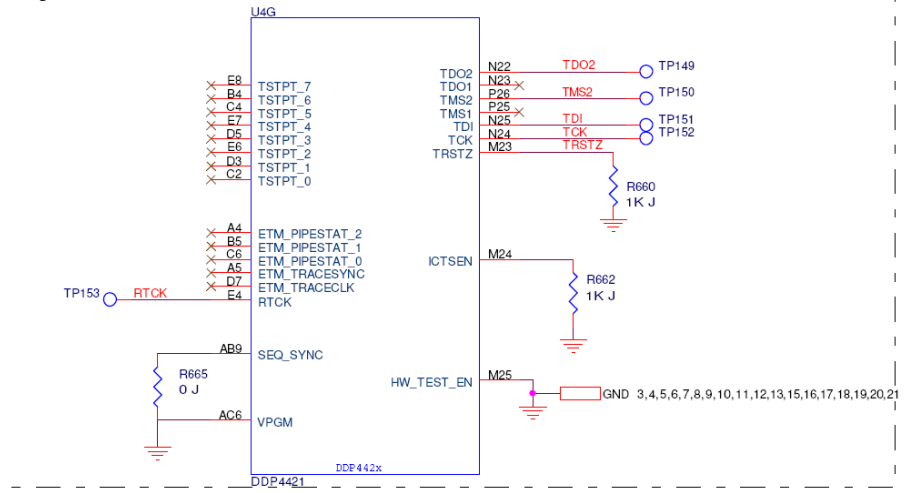 U4G
E8 TSTPT_7
B4 TSTPT_6
C4 TSTPT_5
E7 TSTPT_4
D5 TSTPT_3
E6 TSTPT_2
D3 TSTPT_1
C2 TSTPT_0
TDO2 N22 TDO2 TP149
TDO1 N23
TMS2 P26 TMS2 TP150
TMS1 P25
TDI N25 TDI TP151
TCK N24 TCK TP152
TRSTZ M23 TRSTZ
R660
1K J
A4 ETM_PIPESTAT_2
B5 ETM_PIPESTAT_1
C6 ETM_PIPESTAT_0
A5 ETM_TRACESYNC
D7 ETM_TRACECLK
TP153 RTCK E4 RTCK
ICTSEN M24
R662
1K J
AB9 SEQ_SYNC
R665
0 J
AC6 VPGM
HW_TEST_EN M25
GND 3,4,5,6,7,8,9,10,11,12,13,15,16,17,18,19,20,21
DDP442x
DDP4421